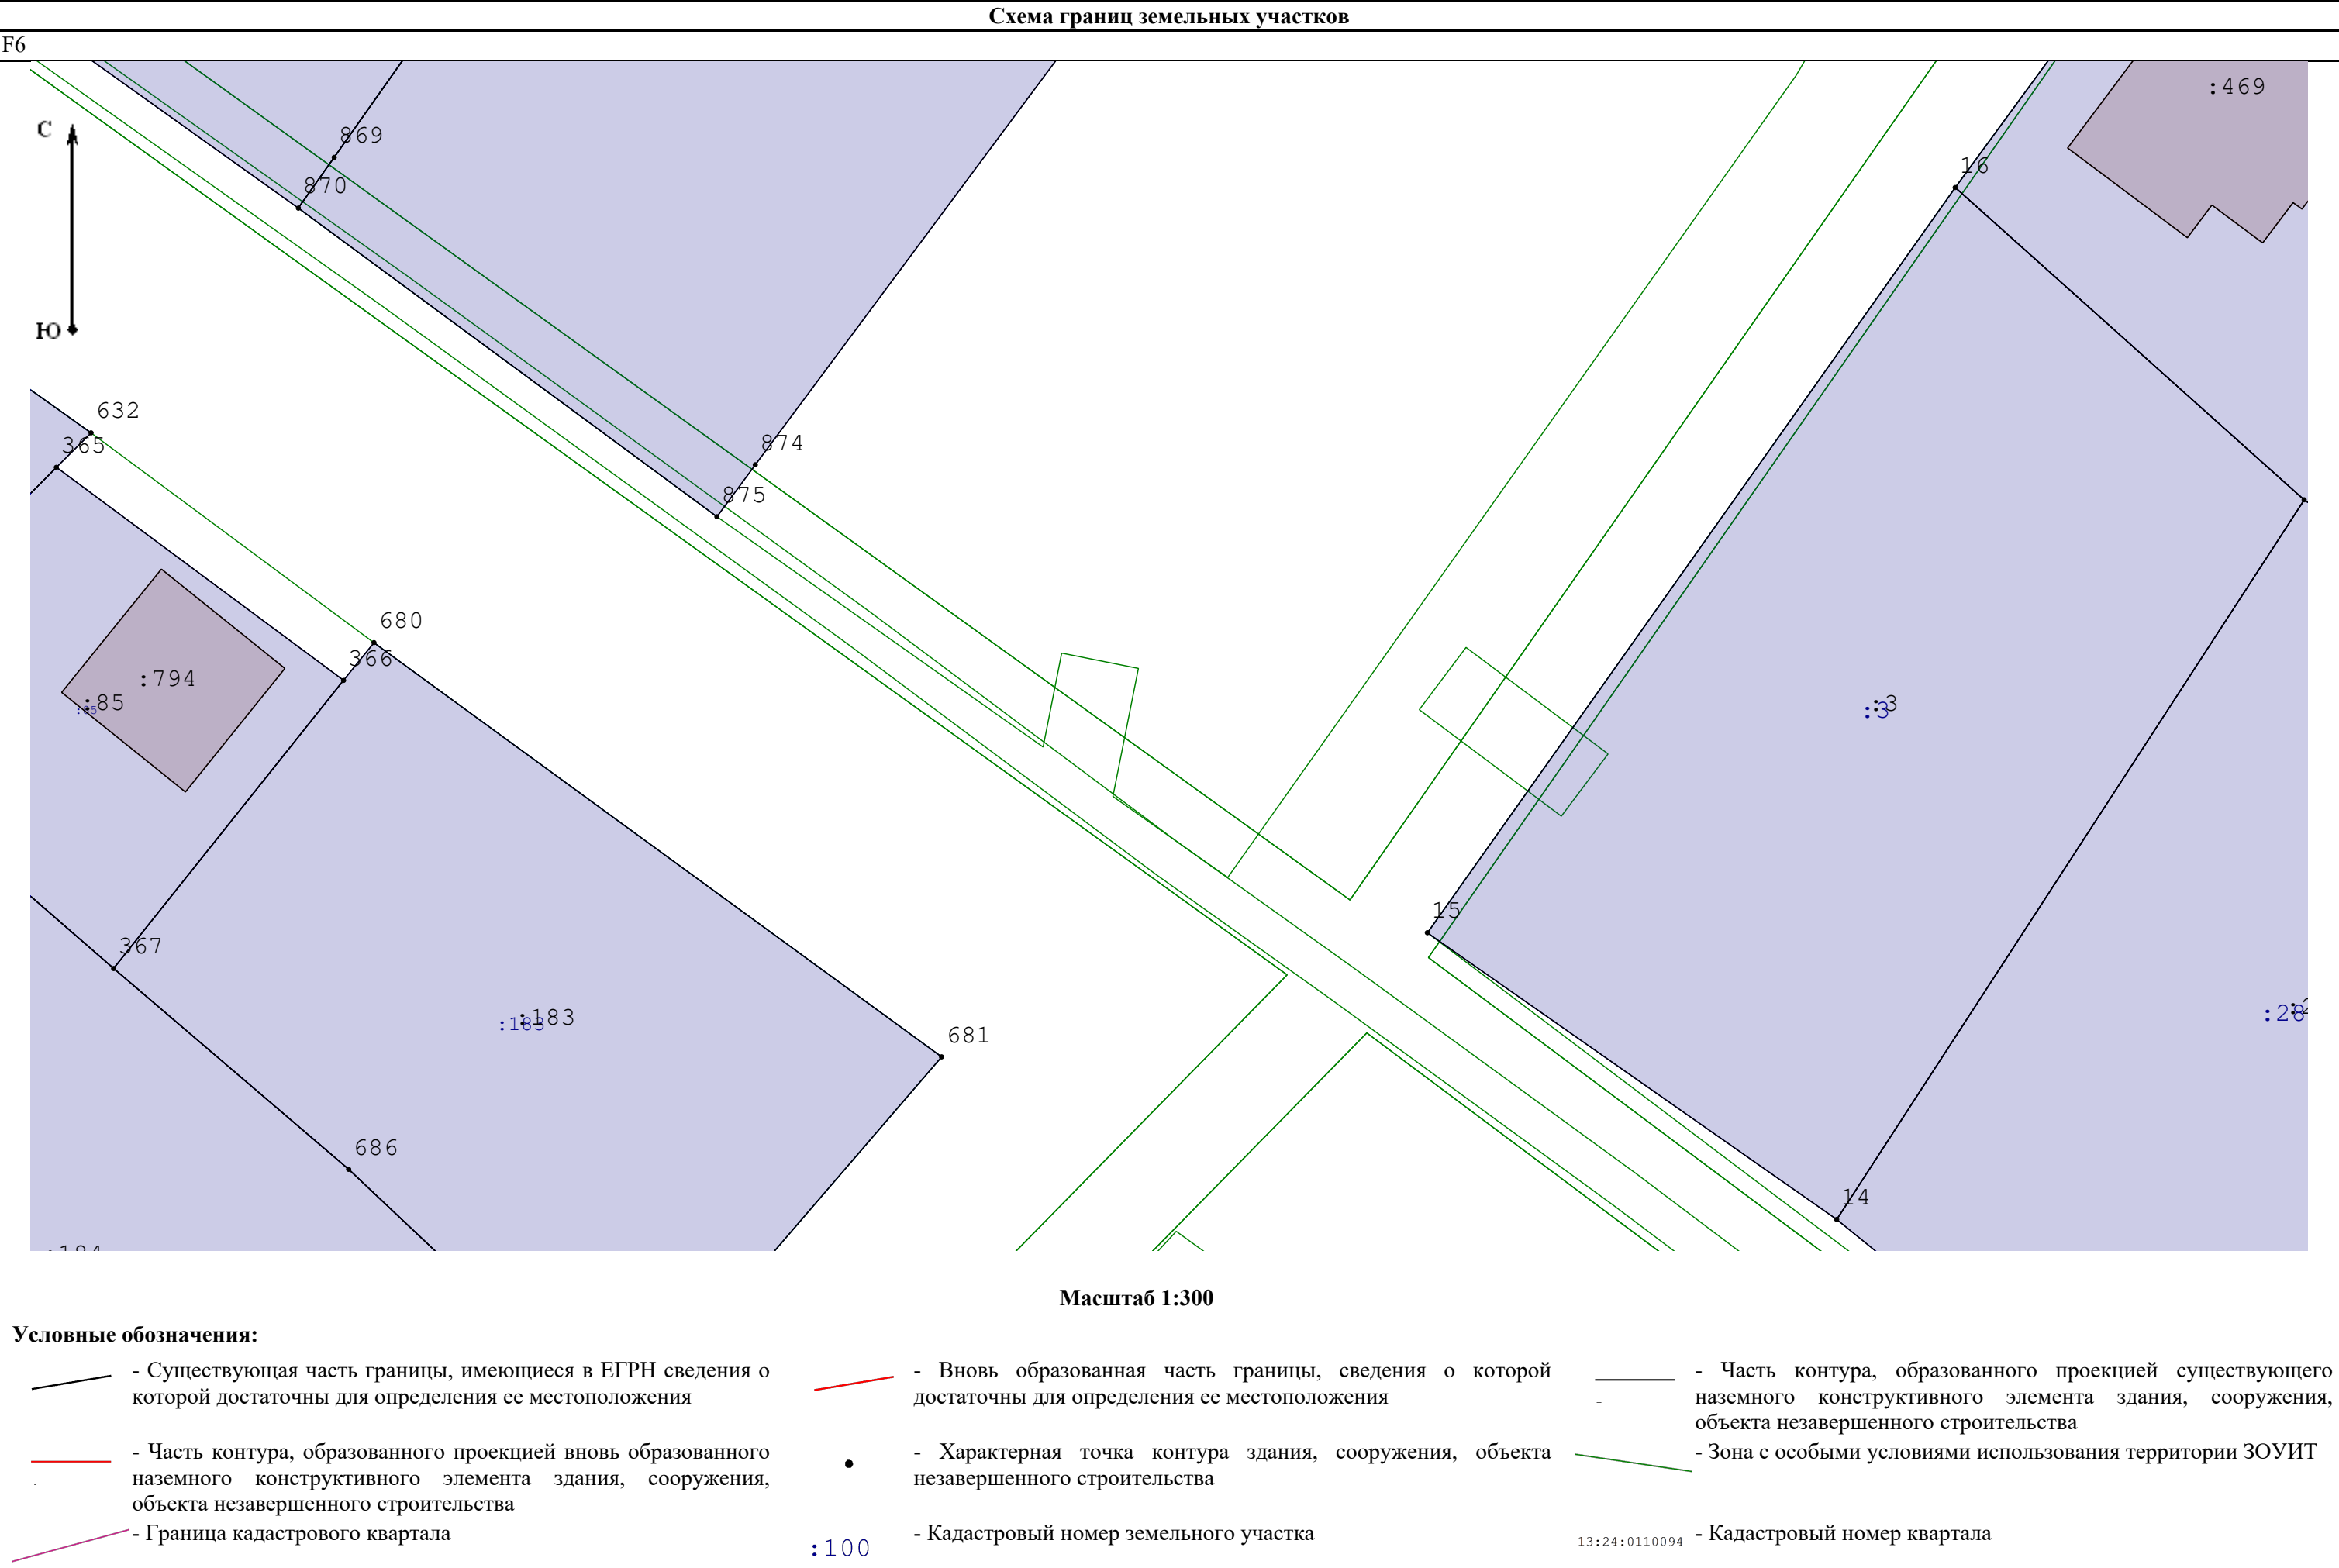 Схема границ земельных участков
F6
:469
С
869
16
870
Ю
632
874
365
875
680
366
:794
:85
:85
:3
:3
15
367
:183
:183
:28
681
686
14
:184
Масштаб 1:300
Условные обозначения:
- Существующая часть границы, имеющиеся в ЕГРН сведения о
которой достаточны для определения ее местоположения
- Вновь образованная часть границы, сведения о которой
достаточны для определения ее местоположения
- Часть контура, образованного проекцией существующего
наземного конструктивного элемента здания, сооружения,
объекта незавершенного строительства
- Часть контура, образованного проекцией вновь образованного
наземного конструктивного элемента здания, сооружения,
объекта незавершенного строительства
- Характерная точка контура здания, сооружения, объекта
незавершенного строительства
- Зона с особыми условиями использования территории ЗОУИТ
- Граница кадастрового квартала
:100
- Кадастровый номер земельного участка
13:24:0110094
- Кадастровый номер квартала